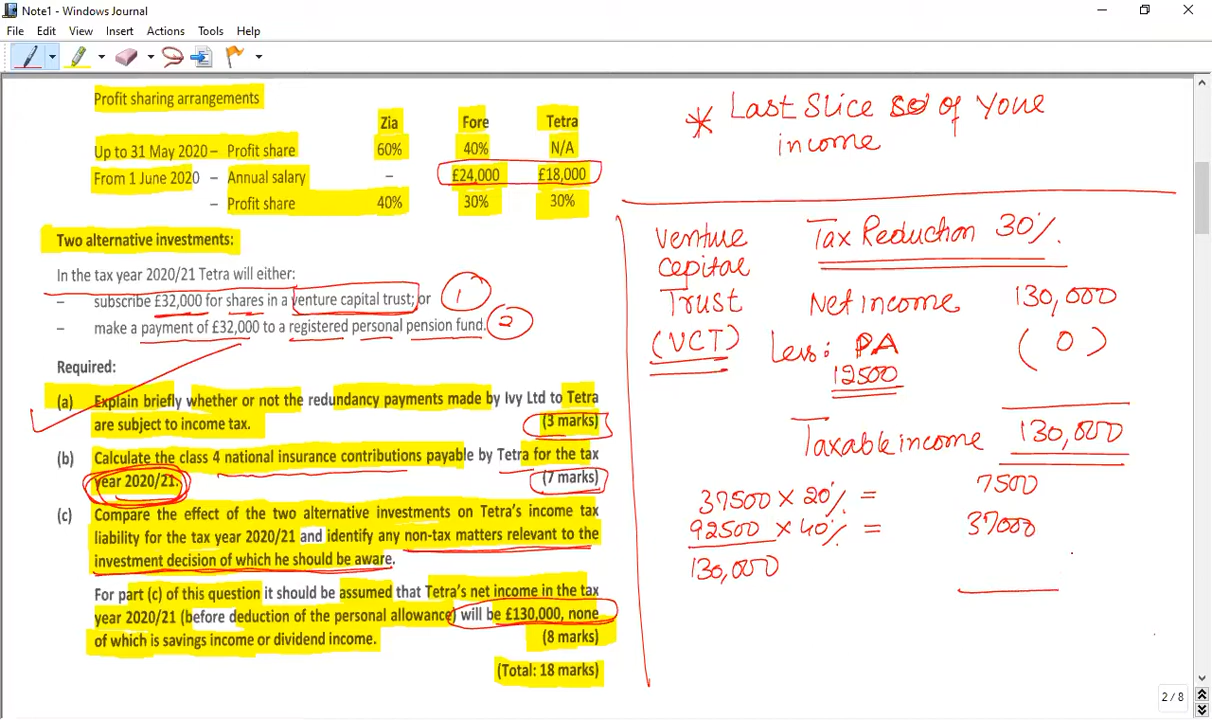 Note1 - Windows Journal
File Edit View Insert Actions Tools Help
Profit sharing arrangements
Zia Fore Tetra
Up to 31 May 2020 – Profit share 60% 40% N/A
From 1 June 2020 – Annual salary – £24,000 £18,000
– Profit share 40% 30% 30%
Two alternative investments:
In the tax year 2020/21 Tetra will either:
– subscribe £32,000 for shares in a venture capital trust; or 1
– make a payment of £32,000 to a registered personal pension fund. 2
Required:
(a) Explain briefly whether or not the redundancy payments made by Ivy Ltd to Tetra
are subject to income tax. (3 marks)
(b) Calculate the class 4 national insurance contributions payable by Tetra for the tax
year 2020/21. (7 marks)
(c) Compare the effect of the two alternative investments on Tetra's income tax
liability for the tax year 2020/21 and identify any non-tax matters relevant to the
investment decision of which he should be aware.
For part (c) of this question it should be assumed that Tetra's net income in the tax
year 2020/21 (before deduction of the personal allowance) will be £130,000, none
of which is savings income or dividend income. (8 marks)
(Total: 18 marks)
* Last Slice of Your
income
Venture Tax Reduction 30%.
Capital
Trust Net income 130,000
(VCT) Less: PA ( 0 )
12500
Taxable income 130,000
37500 × 20% = 7500
92500 × 40% = 37000
130,000
2 / 8